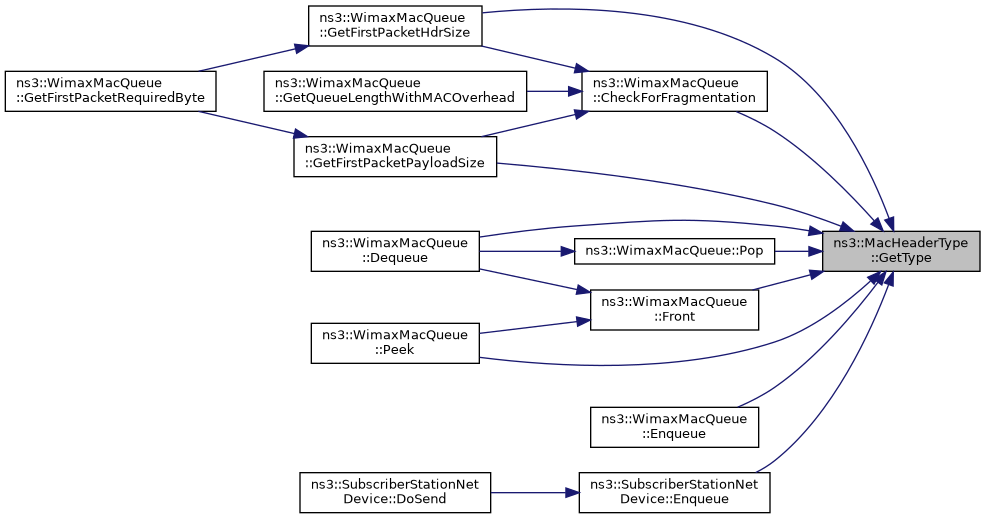 ns3::WimaxMacQueue
::GetFirstPacketHdrSize
ns3::WimaxMacQueue
::GetFirstPacketRequiredByte
ns3::WimaxMacQueue
::GetQueueLengthWithMACOverhead
ns3::WimaxMacQueue
::CheckForFragmentation
ns3::WimaxMacQueue
::GetFirstPacketPayloadSize
ns3::WimaxMacQueue
::Dequeue
ns3::WimaxMacQueue::Pop
ns3::MacHeaderType
::GetType
ns3::WimaxMacQueue
::Front
ns3::WimaxMacQueue
::Peek
ns3::WimaxMacQueue
::Enqueue
ns3::SubscriberStationNet
Device::DoSend
ns3::SubscriberStationNet
Device::Enqueue